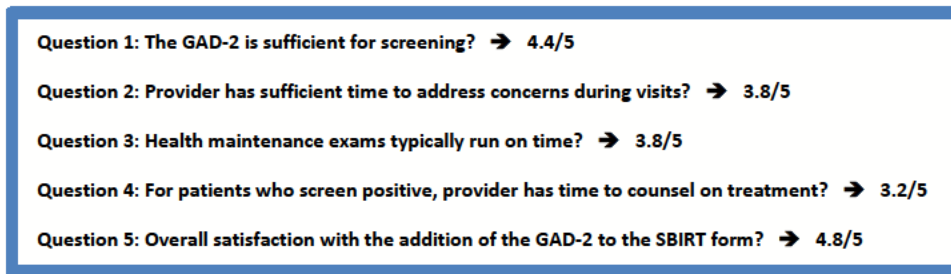 Question 1: The GAD-2 is sufficient for screening? ➔ 4.4/5
Question 2: Provider has sufficient time to address concerns during visits? ➔ 3.8/5
Question 3: Health maintenance exams typically run on time? ➔ 3.8/5
Question 4: For patients who screen positive, provider has time to counsel on treatment? ➔ 3.2/5
Question 5: Overall satisfaction with the addition of the GAD-2 to the SBIRT form? ➔ 4.8/5